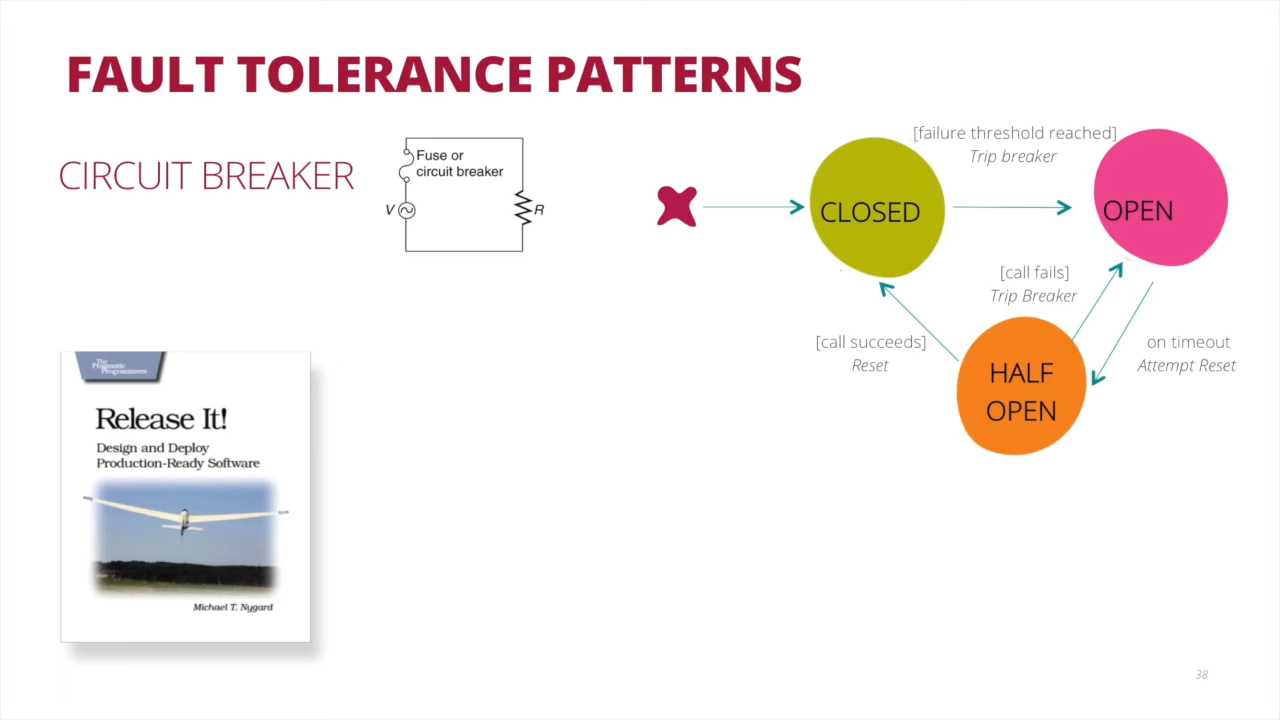 FAULT TOLERANCE PATTERNS
CIRCUIT BREAKER
Fuse or
circuit breaker
V
R
[failure threshold reached]
Trip breaker
CLOSED
OPEN
[call fails]
Trip Breaker
[call succeeds]
Reset
on timeout
Attempt Reset
HALF
OPEN
The
Pragmatic
Programmers
Release It!
Design and Deploy
Production-Ready Software
Michael T. Nygard
38